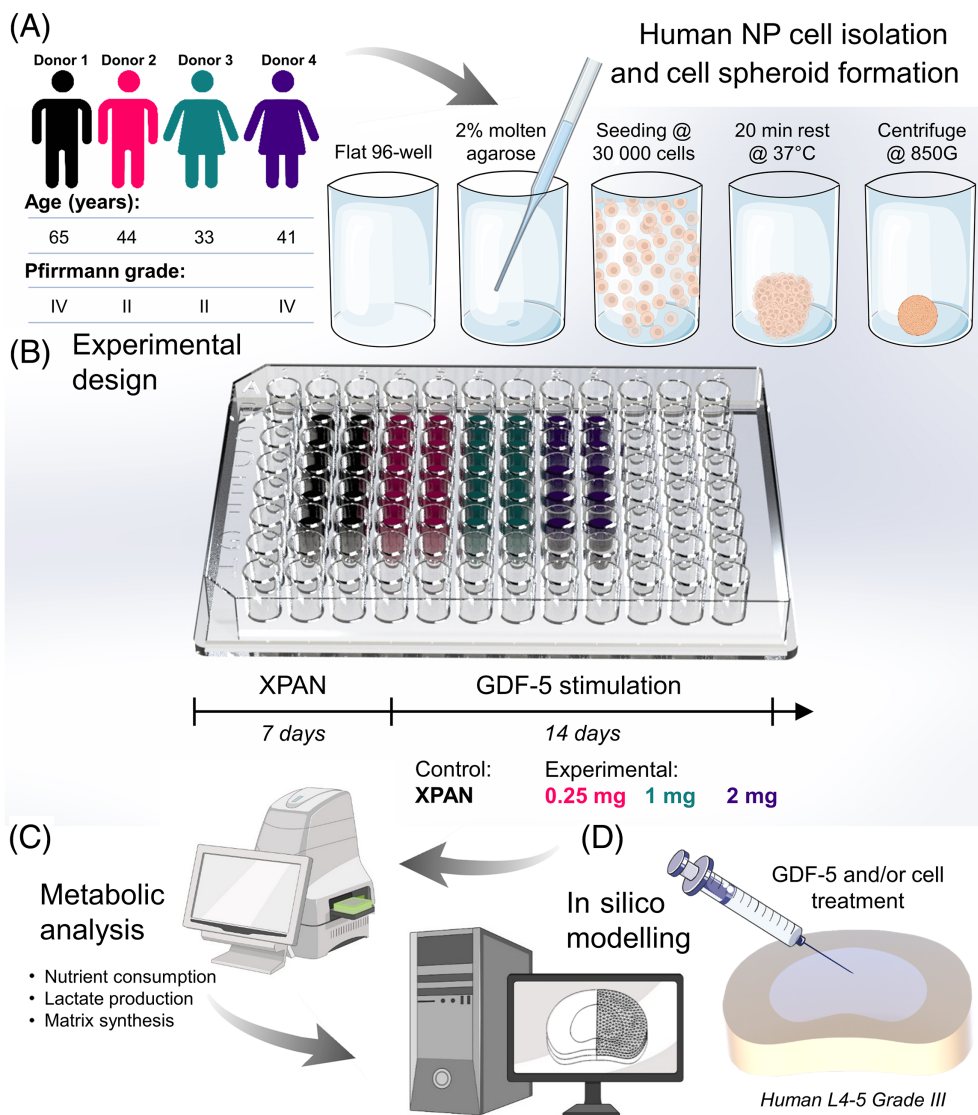 (A)
Donor 1 Donor 2 Donor 3 Donor 4
Age (years):
65 44 33 41
Pfirrmann grade:
IV II II IV
Human NP cell isolation
and cell spheroid formation
Flat 96-well
2% molten
agarose
Seeding @
30 000 cells
20 min rest
@ 37°C
Centrifuge
@ 850G
(B)
Experimental
design
XPAN GDF-5 stimulation
7 days 14 days
Control: Experimental:
XPAN 0.25 mg 1 mg 2 mg
(C)
Metabolic
analysis
• Nutrient consumption
• Lactate production
• Matrix synthesis
(D)
In silico
modelling
GDF-5 and/or cell
treatment
Human L4-5 Grade III